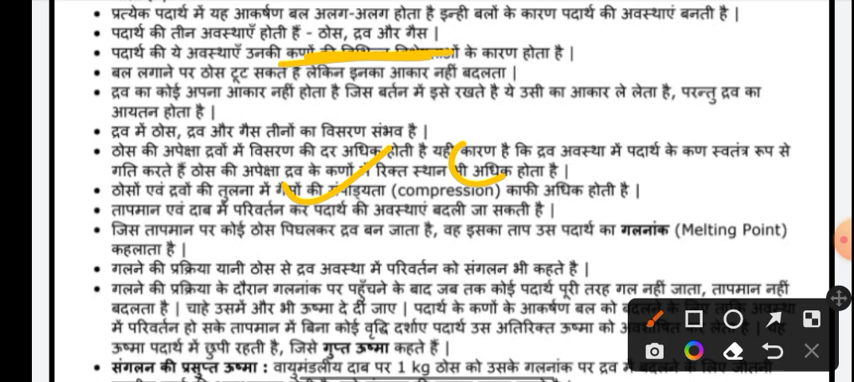 • प्रत्येक पदार्थ में यह आकर्षण बल अलग-अलग होता है इन्ही बलों के कारण पदार्थ की अवस्थाएं बनती है |
• पदार्थ की तीन अवस्थाएँ होती हैं - ठोस, द्रव और गैस |
• पदार्थ की ये अवस्थाएँ उनकी कणों की के कारण होता है |
• बल लगाने पर ठोस टूट सकते है लेकिन इनका आकार नहीं बदलता |
• द्रव का कोई अपना आकार नहीं होता है जिस बर्तन में इसे रखते है ये उसी का आकार ले लेता है, परन्तु द्रव का
आयतन होता है |
• द्रव में ठोस, द्रव और गैस तीनों का विसरण संभव है |
• ठोस की अपेक्षा द्रवों में विसरण की दर अधिक होती है यही कारण है कि द्रव अवस्था में पदार्थ के कण स्वतंत्र रूप से
गति करते हैं ठोस की अपेक्षा द्रव के कणों में रिक्त स्थान भी अधिक होता है |
• ठोसों एवं द्रवों की तुलना में गैसों की संपीड्यता (compression) काफी अधिक होती है |
• तापमान एवं दाब में परिवर्तन कर पदार्थ की अवस्थाएं बदली जा सकती है |
• जिस तापमान पर कोई ठोस पिघलकर द्रव बन जाता है, वह इसका ताप उस पदार्थ का गलनांक (Melting Point)
कहलाता है |
• गलने की प्रक्रिया यानी ठोस से द्रव अवस्था में परिवर्तन को संगलन भी कहते है |
• गलने की प्रक्रिया के दौरान गलनांक पर पहुँचने के बाद जब तक कोई पदार्थ पूरी तरह गल नहीं जाता, तापमान नहीं
बदलता है | चाहे उसमें और भी ऊष्मा दे दी जाए | पदार्थ के कणों के आकर्षण बल को बदलने के लिए ताकि अवस्था
में परिवर्तन हो सके तापमान में बिना कोई वृद्धि दर्शाए पदार्थ उस अतिरिक्त ऊष्मा को अवशोषित कर लेता है | यह
ऊष्मा पदार्थ में छुपी रहती है, जिसे गुप्त ऊष्मा कहते हैं |
• संगलन की प्रसुप्त ऊष्मा : वायुमंडलीय दाब पर 1 kg ठोस को उसके गलनांक पर द्रव में बदलने के लिए जीतनी